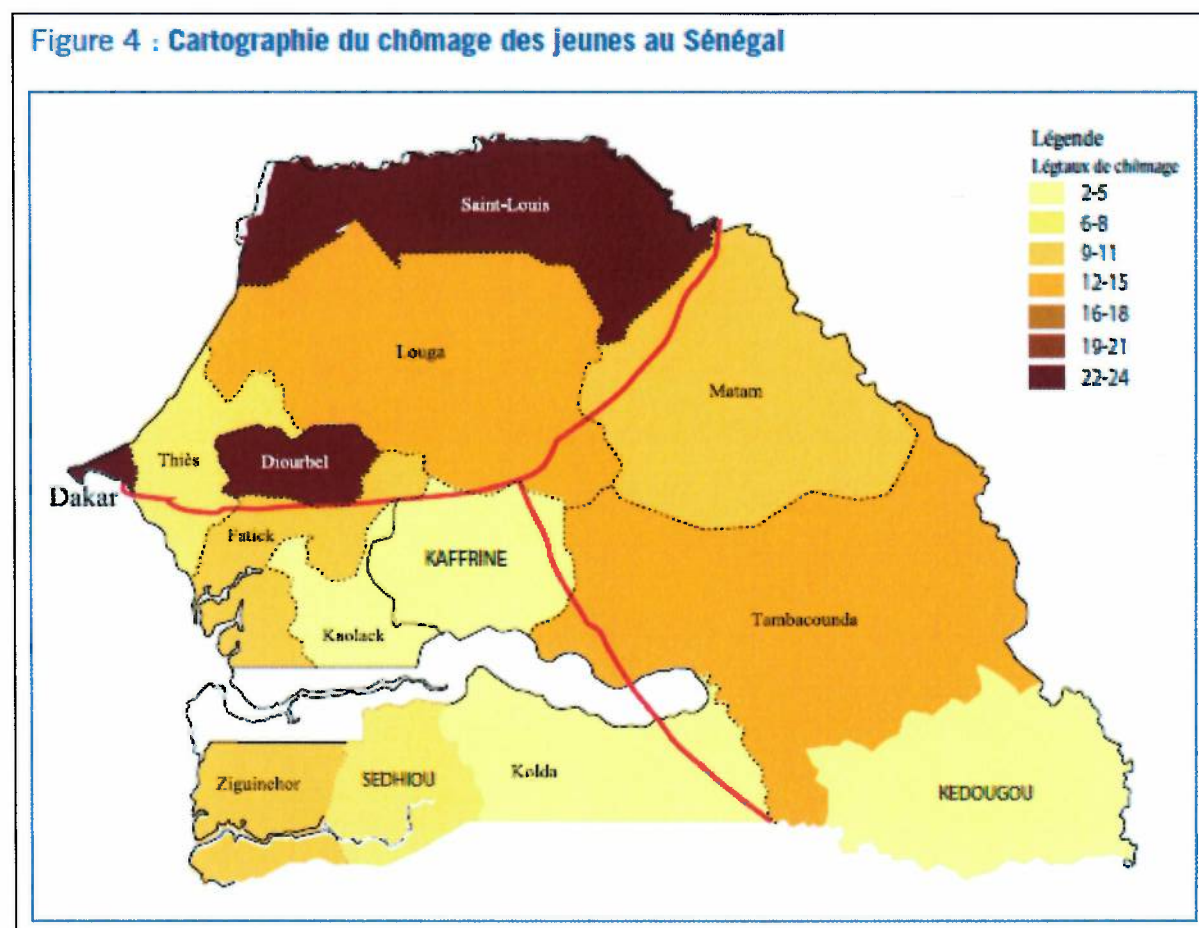 Figure 4 : Cartographie du chômage des jeunes au Sénégal
Légende
Légtaux de chômage
2-5
6-8
9-11
12-15
16-18
19-21
22-24
Saint-Louis
Louga
Matam
Thiès
Diourbel
Dakar
Fatick
KAFFRINE
Kaolack
Tambacounda
Ziguinchor
SEDHIOU
Kolda
KEDOUGOU